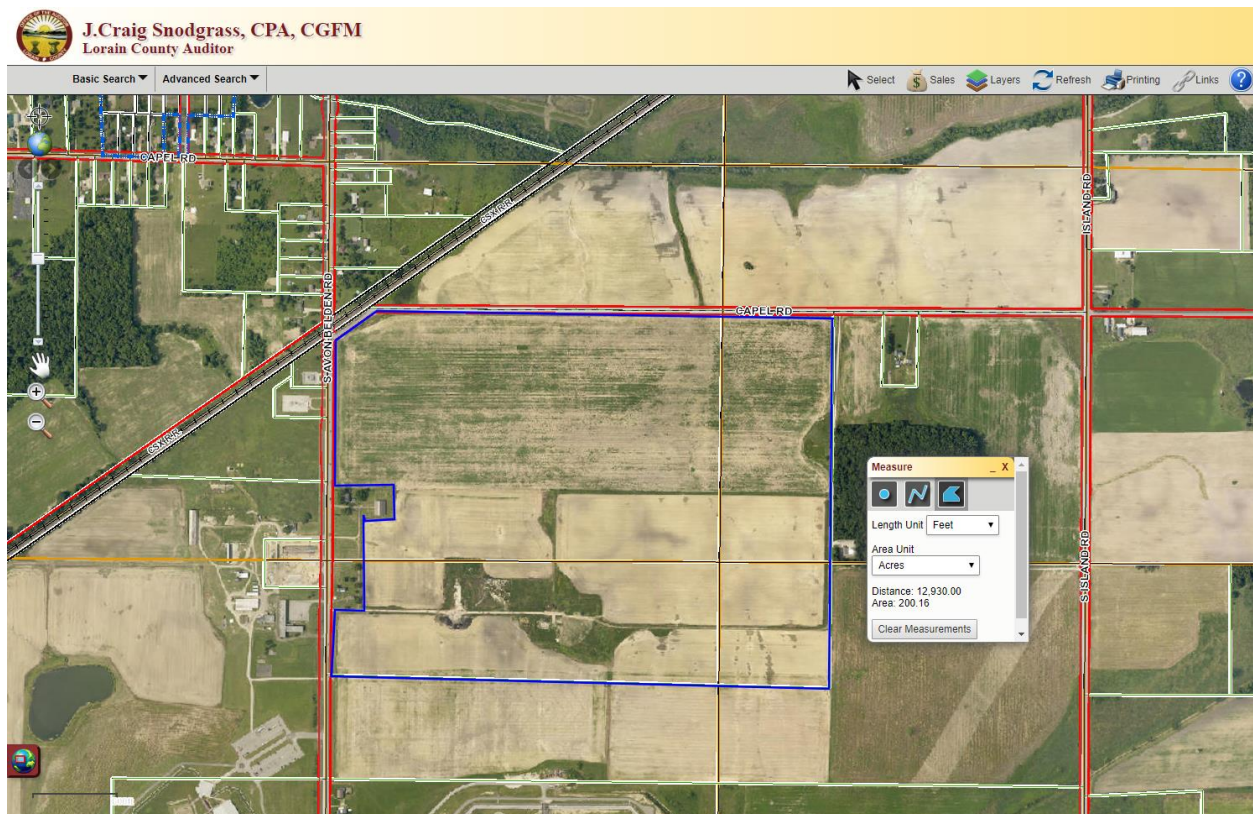 J.Craig Snodgrass, CPA, CGFM
Lorain County Auditor
Basic Search Advanced Search Select Sales Layers Refresh Printing Links ?
CAPEL RD
CSX R.R
ISLAND RD
S AVON BELDEN RD
CAPEL RD
CSX R.R
Measure _ X
Length Unit Feet
Area Unit
Acres
Distance: 12,930.00
Area: 200.16
Clear Measurements
S ISLAND RD